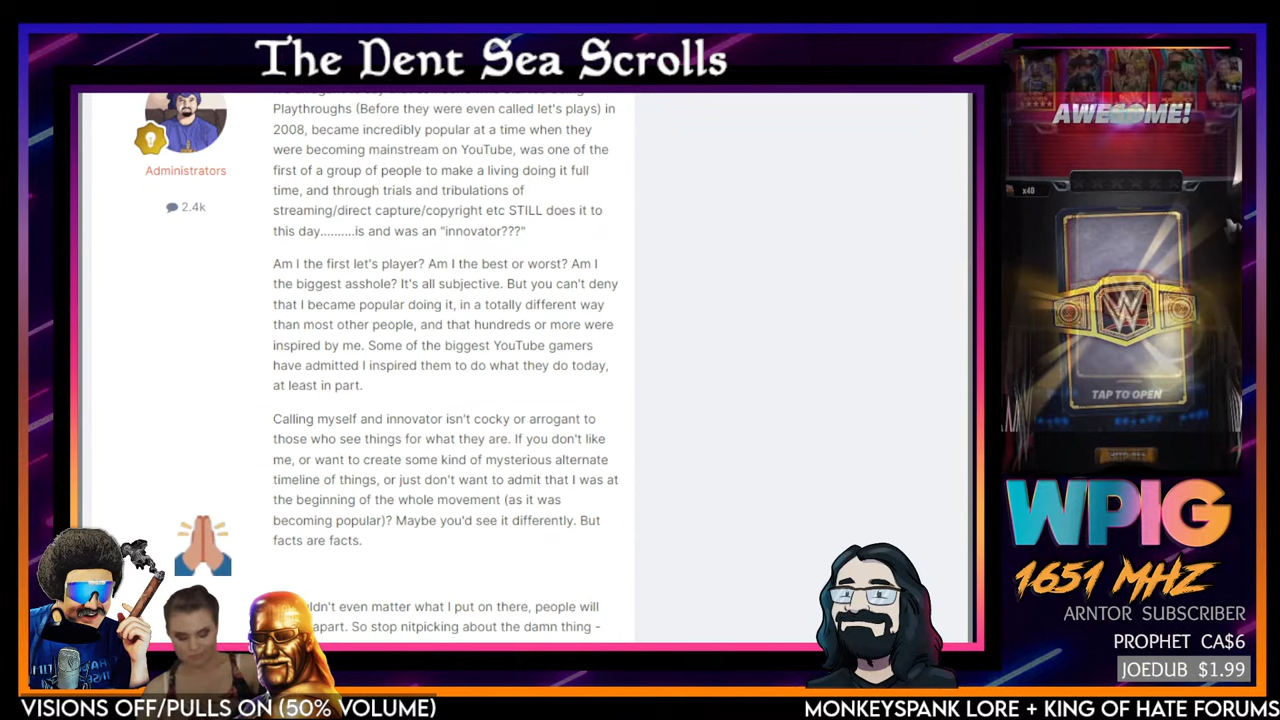 The Dent Sea Scrolls
Playthroughs (Before they were even called let's plays) in
2008, became incredibly popular at a time when they
were becoming mainstream on YouTube, was one of the
first of a group of people to make a living doing it full
time, and through trials and tribulations of
streaming/direct capture/copyright etc STILL does it to
this day..........is and was an "innovator???"
Administrators
2.4k
Am I the first let's player? Am I the best or worst? Am I
the biggest asshole? It's all subjective. But you can't deny
that I became popular doing it, in a totally different way
than most other people, and that hundreds or more were
inspired by me. Some of the biggest YouTube gamers
have admitted I inspired them to do what they do today,
at least in part.
Calling myself and innovator isn't cocky or arrogant to
those who see things for what they are. If you don't like
me, or want to create some kind of mysterious alternate
timeline of things, or just don't want to admit that I was at
the beginning of the whole movement (as it was
becoming popular)? Maybe you'd see it differently. But
facts are facts.
even matter what I put on there, people will
apart. So stop nitpicking about the damn thing -
AWESOME!
x40
W
TAP TO OPEN
WPIG
1651 MHZ
ARNTOR SUBSCRIBER
PROPHET CA$6
JOEDUB $1.99
VISIONS OFF/PULLS ON (50% VOLUME)
MONKEYSPANK LORE + KING OF HATE FORUMS